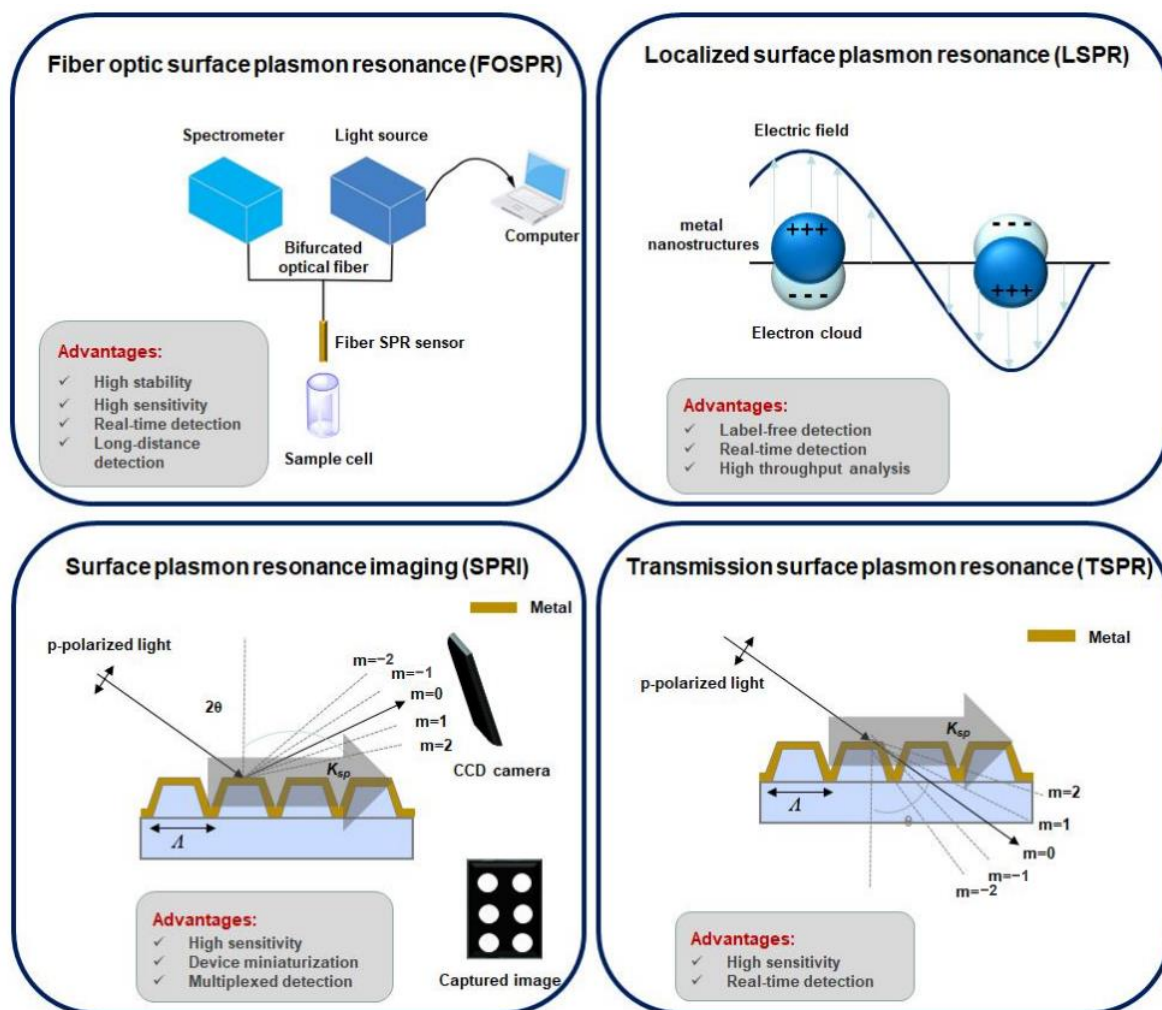 Fiber optic surface plasmon resonance (FOSPR)
Spectrometer
Light source
Computer
Bifurcated
optical fiber
Fiber SPR sensor
Sample cell
Advantages:
✓ High stability
✓ High sensitivity
✓ Real-time detection
✓ Long-distance
detection
Localized surface plasmon resonance (LSPR)
Electric field
metal
nanostructures
+++
- - -
- - -
+++
Electron cloud
Advantages:
✓ Label-free detection
✓ Real-time detection
✓ High throughput analysis
Surface plasmon resonance imaging (SPRI)
Metal
p-polarized light
2θ
m=−2
m=−1
m=0
m=1
m=2
Ksp
CCD camera
Λ
Advantages:
✓ High sensitivity
✓ Device miniaturization
✓ Multiplexed detection
Captured image
Transmission surface plasmon resonance (TSPR)
Metal
p-polarized light
Ksp
Λ
θ
m=2
m=1
m=0
m=−1
m=−2
Advantages:
✓ High sensitivity
✓ Real-time detection